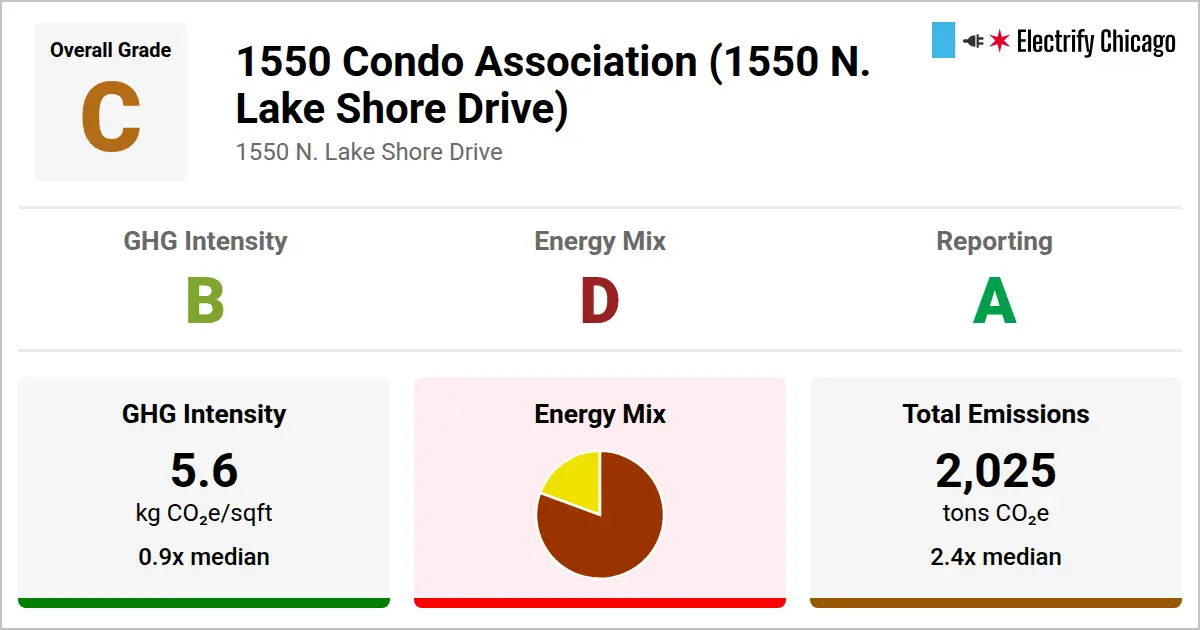 Overall Grade
C
1550 Condo Association (1550 N.
Lake Shore Drive)
1550 N. Lake Shore Drive
Electrify Chicago
GHG Intensity
B
Energy Mix
D
Reporting
A
GHG Intensity
5.6
kg CO₂e/sqft
0.9x median
Energy Mix
Total Emissions
2,025
tons CO₂e
2.4x median